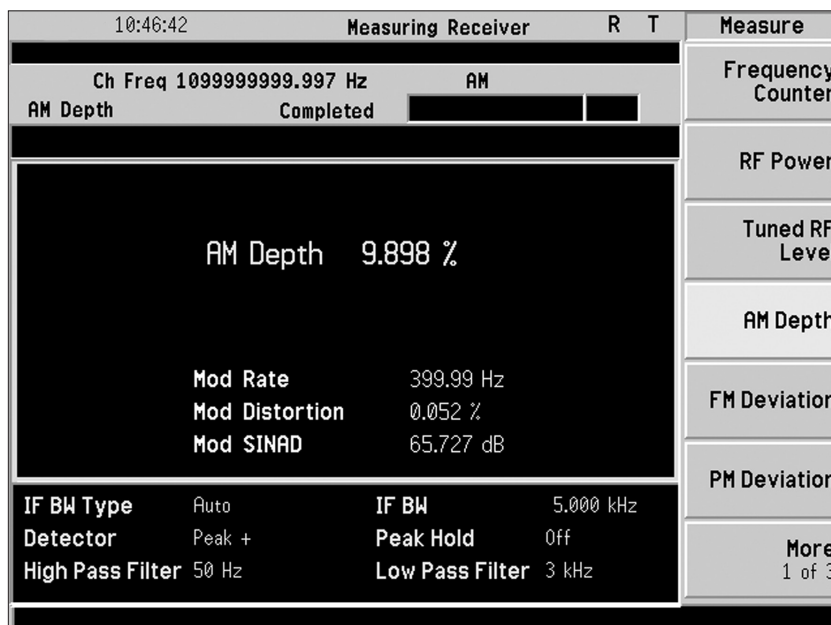 10:46:42 Measuring Receiver R T
Ch Freq 1099999999.997 Hz AM
AM Depth Completed
AM Depth 9.898 %
Mod Rate 399.99 Hz
Mod Distortion 0.052 %
Mod SINAD 65.727 dB
IF BW Type Auto IF BW 5.000 kHz
Detector Peak + Peak Hold Off
High Pass Filter 50 Hz Low Pass Filter 3 kHz
Measure
Frequency
Counter
RF Power
Tuned RF
Leve
AM Depth
FM Deviation
PM Deviation
More
1 of 3